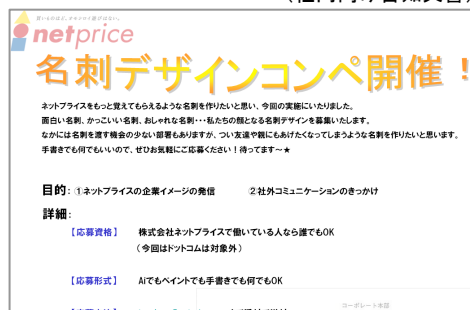 netprice
名刺デザインコンペ開催！
ネットプライスをもっと覚えてもらえるような名刺を作りたいと思い、今回の実施にいたりました。
面白い名刺、かっこいい名刺、おしゃれな名刺・・・私たちの顔となる名刺デザインを募集いたします。
なかには名刺を渡す機会の少ない部署もありますが、つい友達や親にもあげたくなってしまうような名刺を作りたいと思います。
手書きでも何でもいいので、ぜひお気軽にご応募ください！待ってます～★
目的：①ネットプライスの企業イメージの発信 ②社外コミュニケーションのきっかけ
詳細：
【応募資格】 株式会社ネットプライスで働いている人なら誰でもOK
（今回はドットコムは対象外）
【応募形式】 AIでもペイントでも手書きでも何でもOK
コーポレート本部